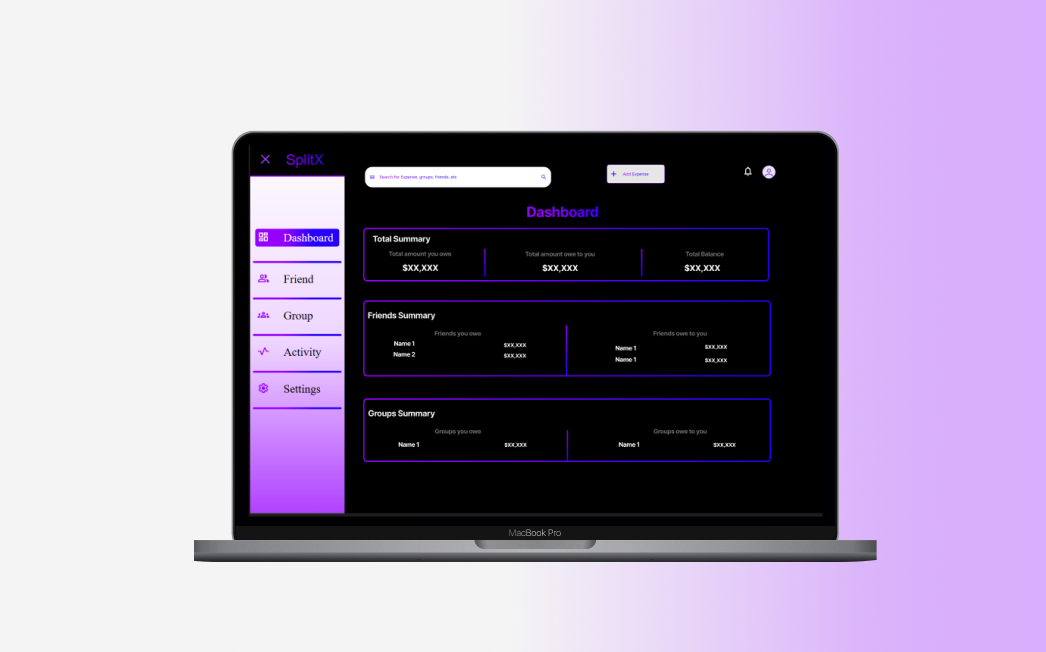 SplitX
Search for Expense, groups, friends, etc
Add Expense
Dashboard
Friend
Group
Activity
Settings
Dashboard
Total Summary
Total amount you owe
Total amount owe to you
Total Balance
$XX,XXX
$XX,XXX
$XX,XXX
Friends Summary
Friends you owe
Friends owe to you
Name 1
$XX,XXX
Name 1
$XX,XXX
Name 2
$XX,XXX
Name 1
$XX,XXX
Groups Summary
Groups you owe
Groups owe to you
Name 1
$XX,XXX
Name 1
$XX,XXX
MacBook Pro